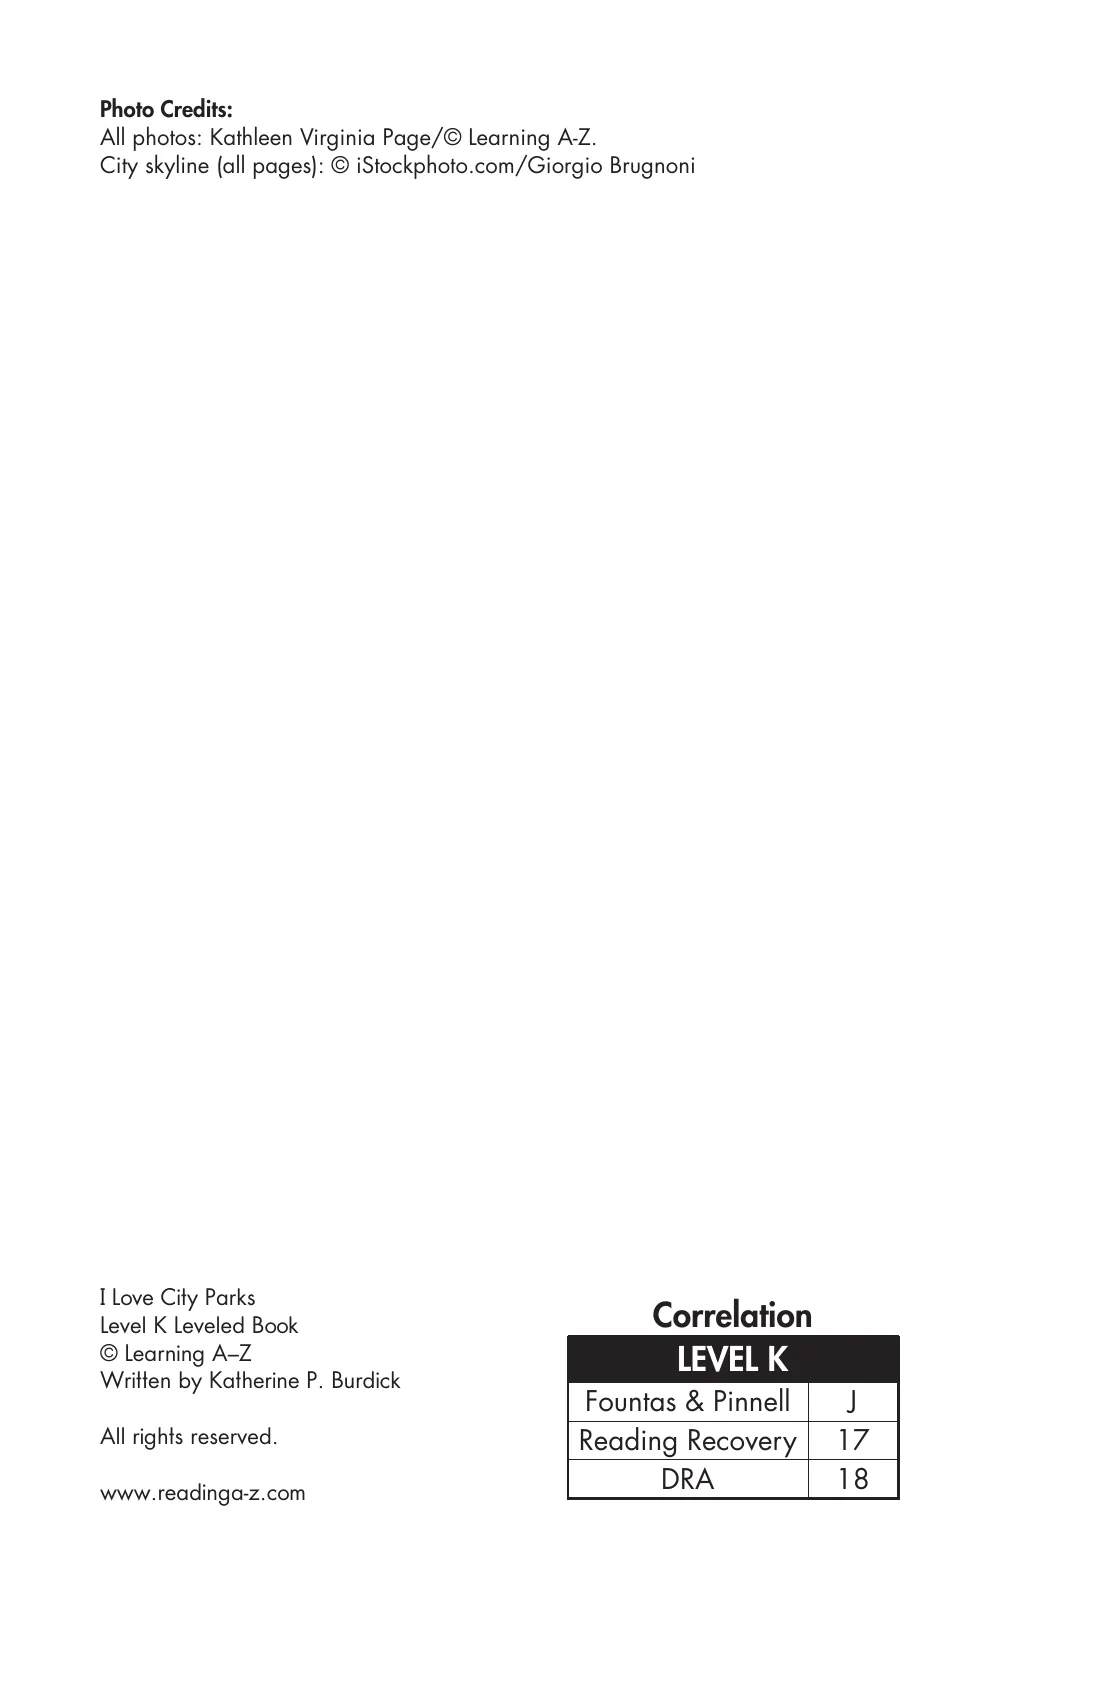 Photo Credits:
All photos: Kathleen Virginia Page/© Learning A-Z.
City skyline (all pages): © iStockphoto.com/Giorgio Brugnoni
I Love City Parks
Level K Leveled Book
© Learning A–Z
Written by Katherine P. Burdick
All rights reserved.
www.readinga-z.com
Correlation
LEVEL K
Fountas & Pinnell J
Reading Recovery 17
DRA 18